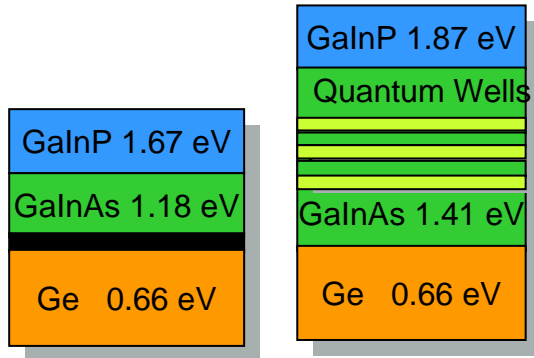 GaInP 1.67 eV
GaInAs 1.18 eV
Ge 0.66 eV
GaInP 1.87 eV
Quantum Wells
GaInAs 1.41 eV
Ge 0.66 eV